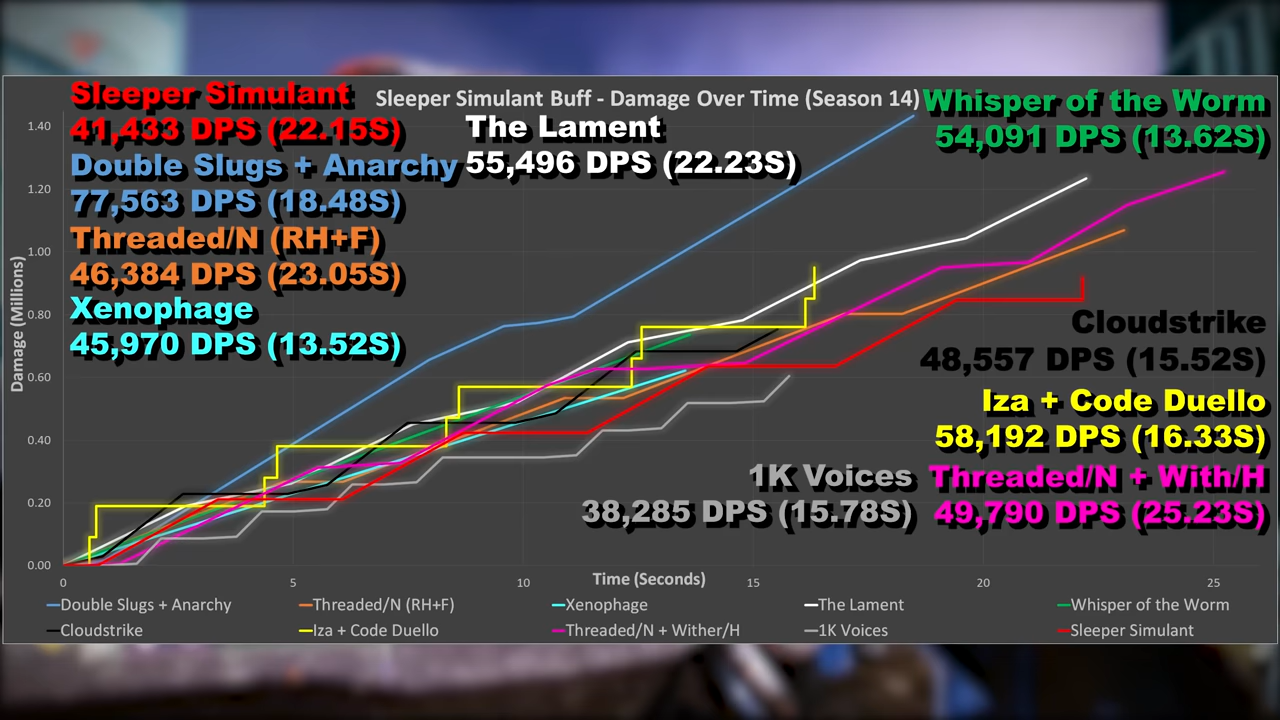 Sleeper Simulant Buff - Damage Over Time (Season 14)
Sleeper Simulant
41,433 DPS (22.15S)
Double Slugs + Anarchy
77,563 DPS (18.48S)
Threaded/N (RH+F)
46,384 DPS (23.05S)
Xenophage
45,970 DPS (13.52S)
The Lament
55,496 DPS (22.23S)
Whisper of the Worm
54,091 DPS (13.62S)
Cloudstrike
48,557 DPS (15.52S)
Iza + Code Duello
58,192 DPS (16.33S)
1K Voices
38,285 DPS (15.78S)
Threaded/N + With/H
49,790 DPS (25.23S)
Damage (Millions)
1.40
1.20
1.00
0.80
0.60
0.40
0.20
0.00
0 5 10 15 20 25
Time (Seconds)
Double Slugs + Anarchy Threaded/N (RH+F) Xenophage The Lament Whisper of the Worm
Cloudstrike Iza + Code Duello Threaded/N + Wither/H 1K Voices Sleeper Simulant